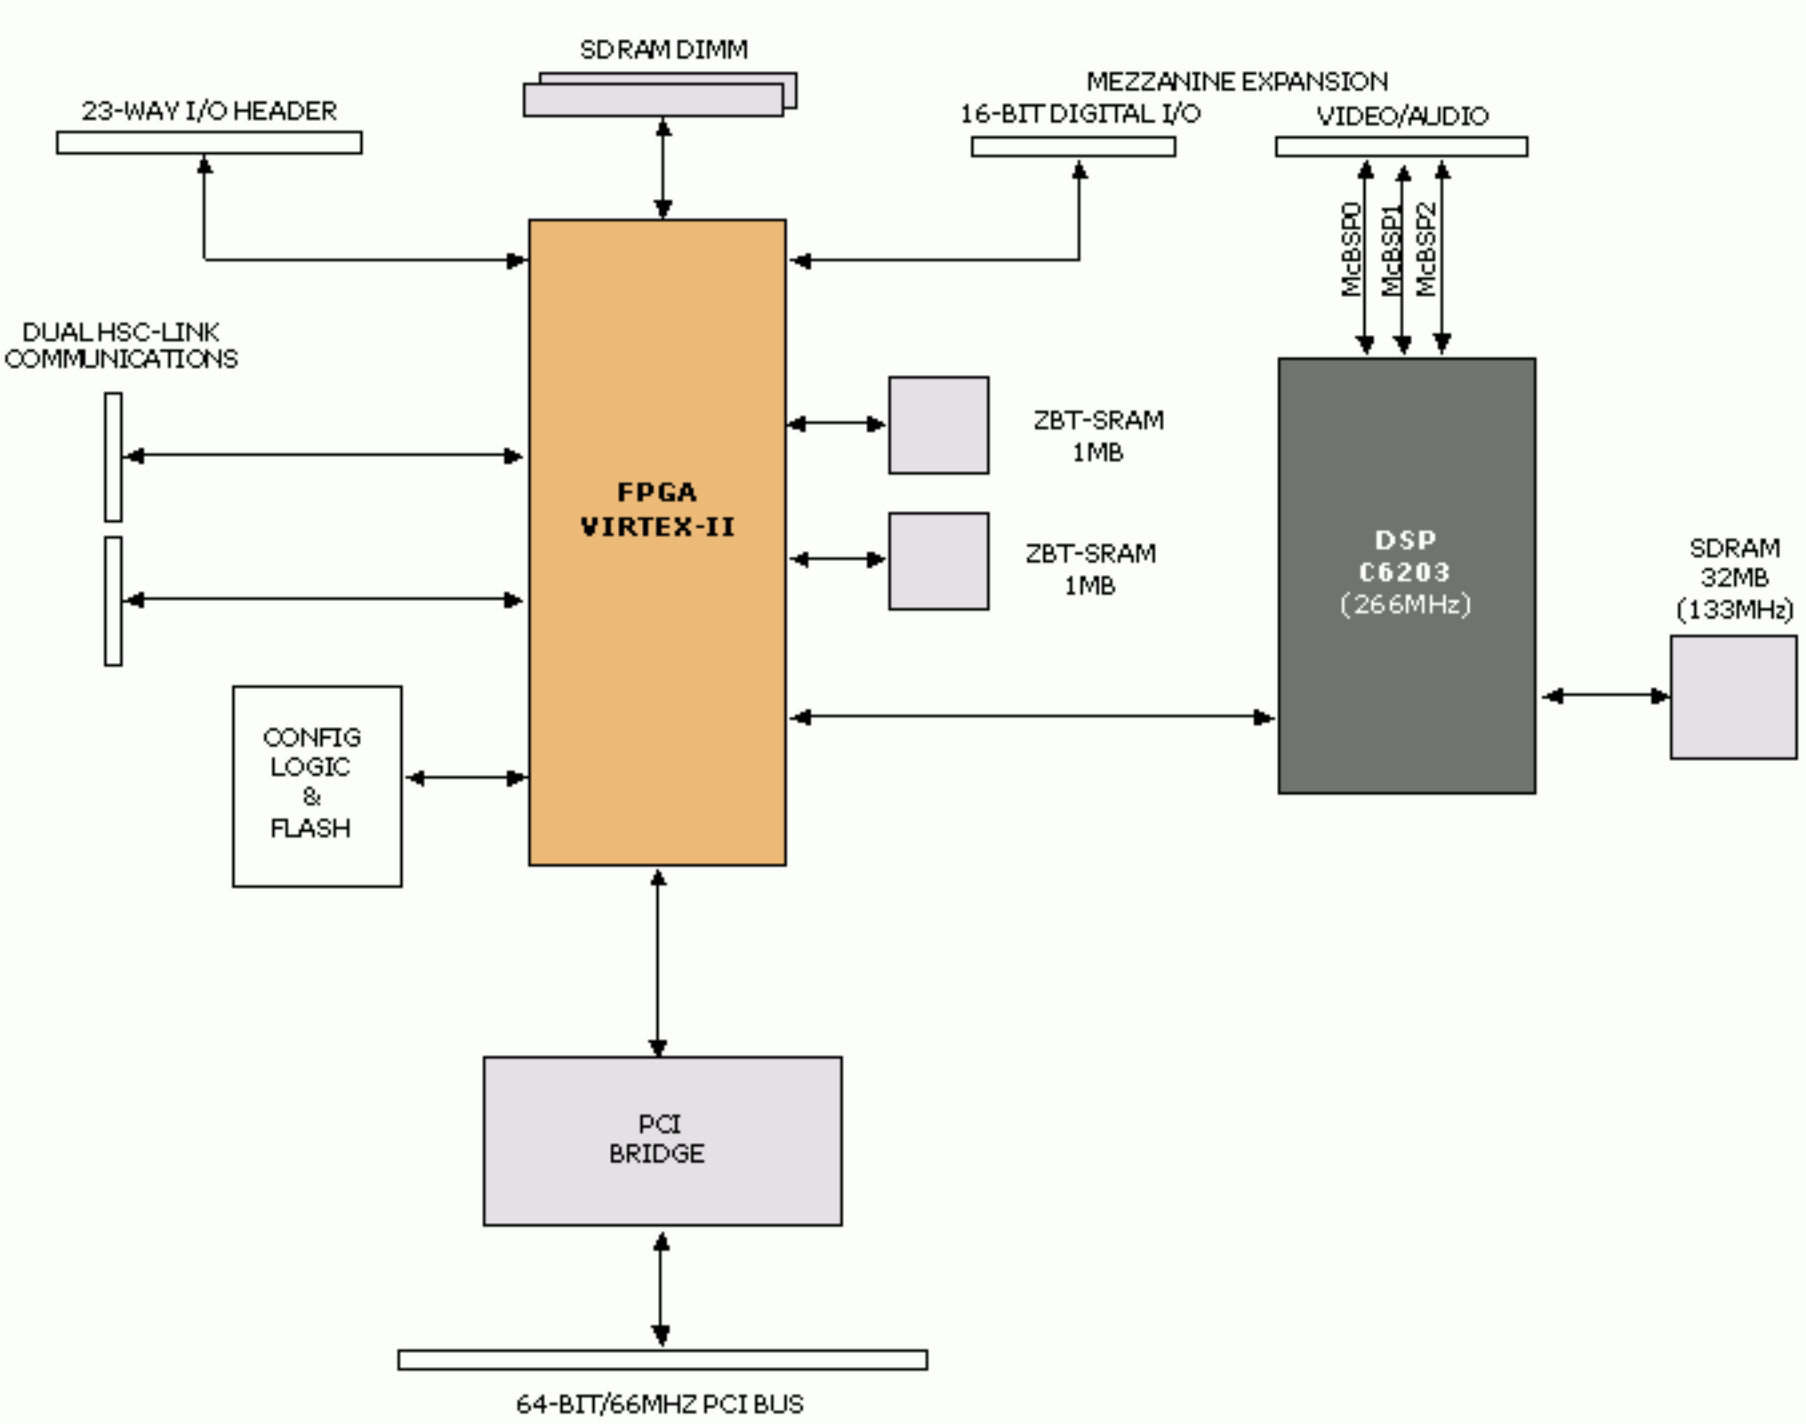 SDRAM DIMM
MEZZANINE EXPANSION
23-WAY I/O HEADER
16-BIT DIGITAL I/O
VIDEO/AUDIO
McBSP0
McBSP1
McBSP2
DUAL HSC-LINK
COMMUNICATIONS
ZBT-SRAM
1MB
FPGA
VIRTEX-II
ZBT-SRAM
1MB
DSP
C6203
(266MHz)
SDRAM
32MB
(133MHz)
CONFIG
LOGIC
&
FLASH
PCI
BRIDGE
64-BIT/66MHZ PCI BUS